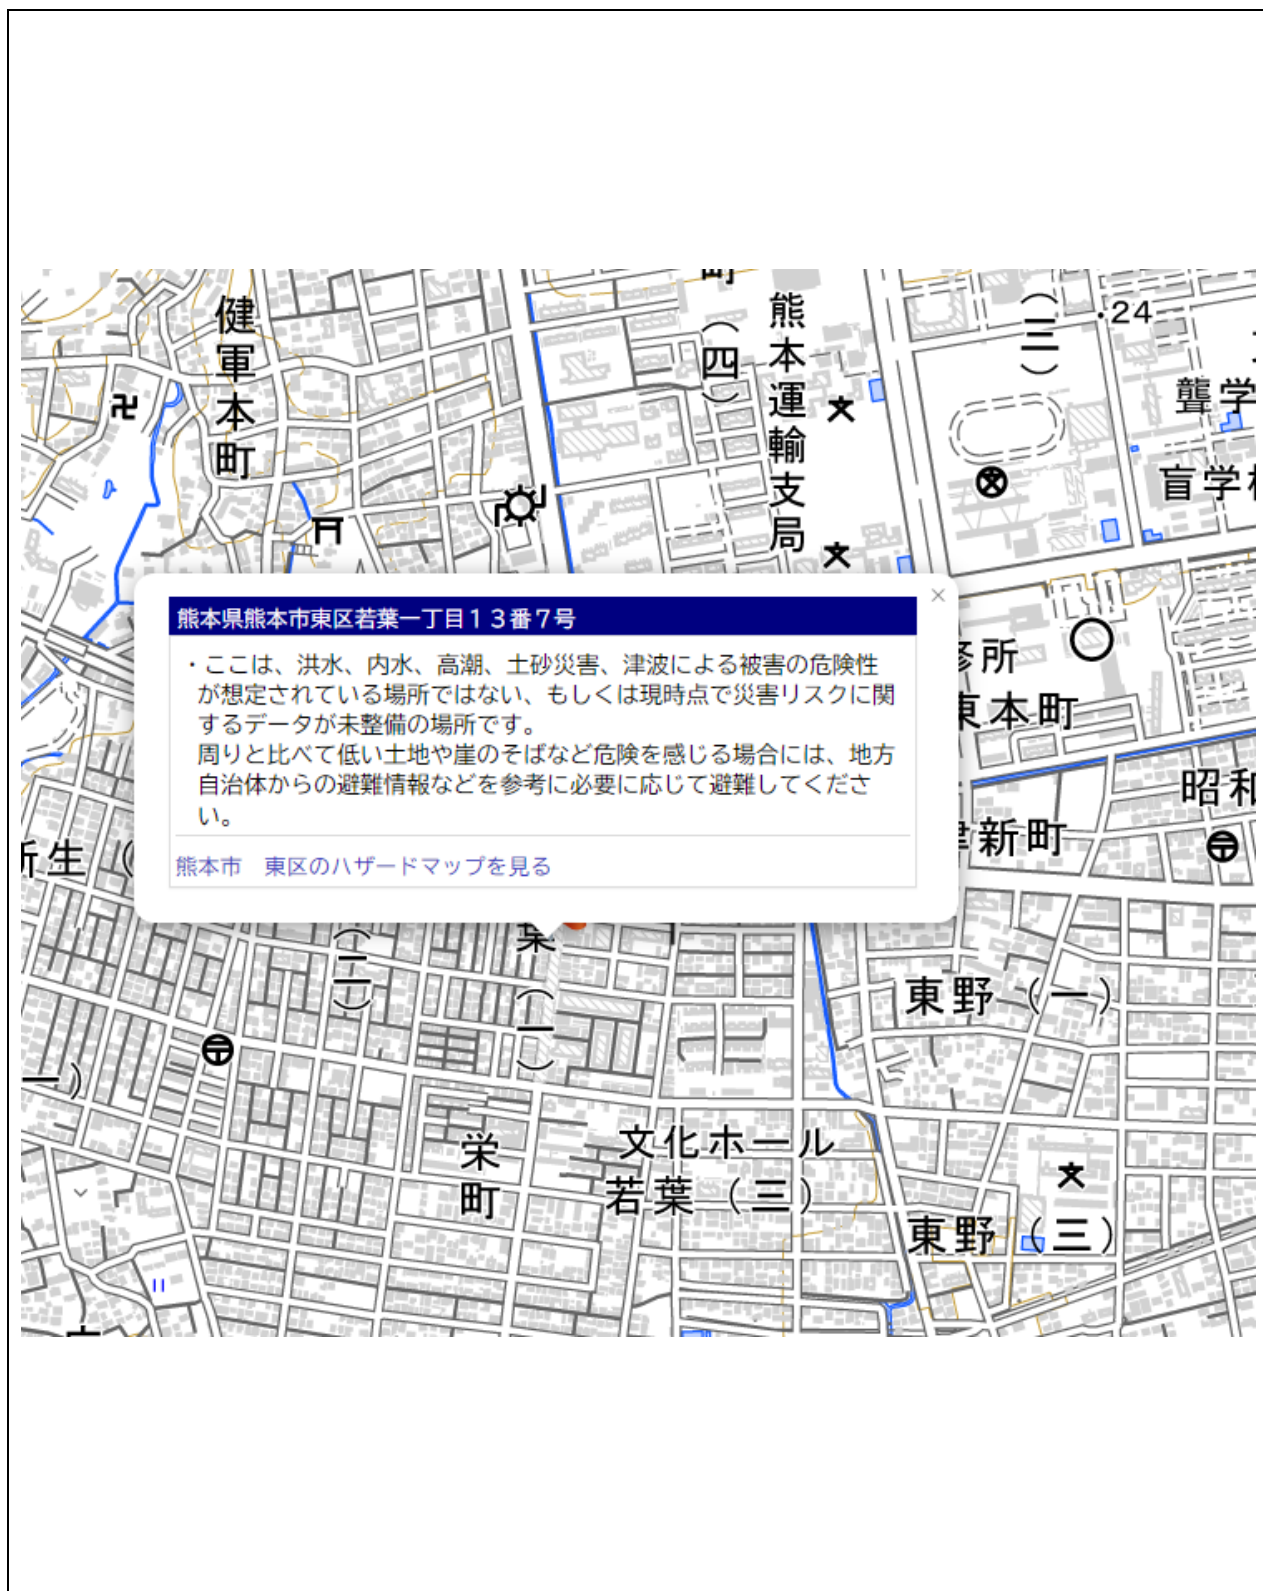 健軍本町
（四）
熊本運輸支局
（三）
・24
聾学
盲学
熊本県熊本市東区若葉一丁目１３番７号
×
・ここは、洪水、内水、高潮、土砂災害、津波による被害の危険性
が想定されている場所ではない、もしくは現時点で災害リスクに関
するデータが未整備の場所です。
周りと比べて低い土地や崖のそばなど危険を感じる場合には、地方
自治体からの避難情報などを参考に必要に応じて避難してくださ
い。
熊本市　東区のハザードマップを見る
所
東本町
昭和
新町
生（
（二）
葉（一）
東野（一）
一）
栄町
文化ホール
若葉（三）
東野（三）